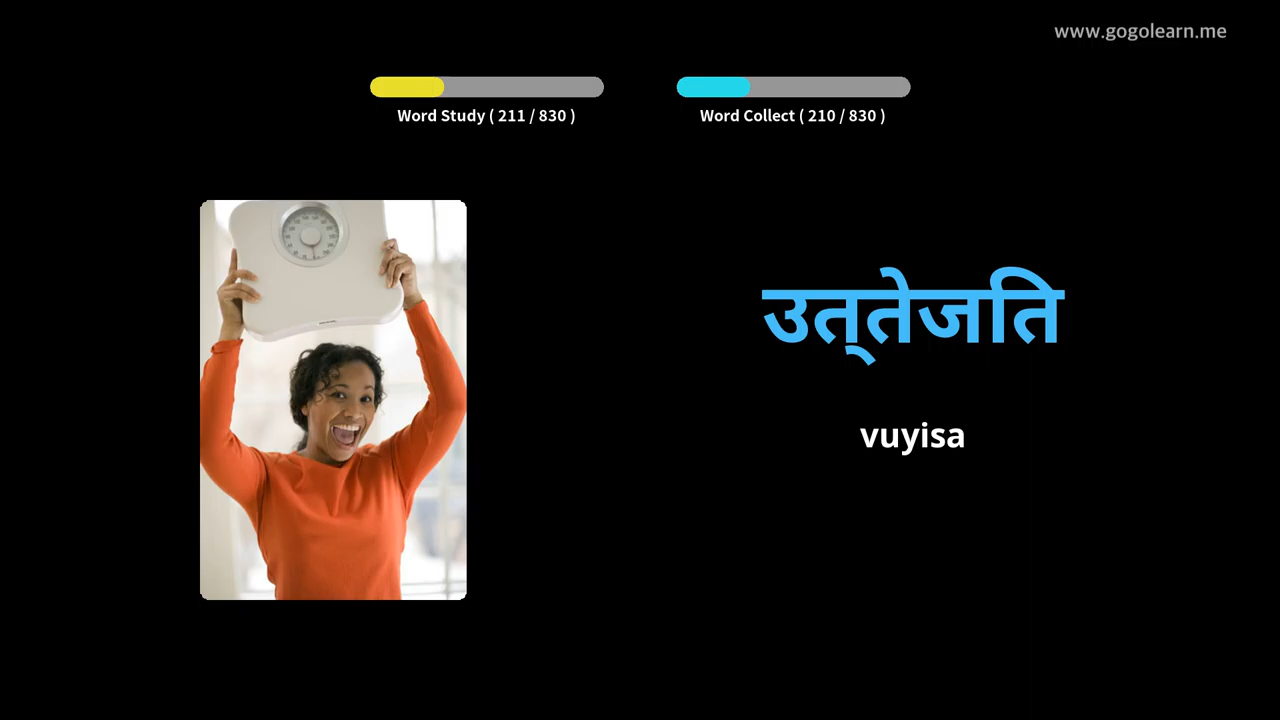 www.gogolearn.me
Word Study ( 211 / 830 )
Word Collect ( 210 / 830 )
उत्तेजति
vuyisa